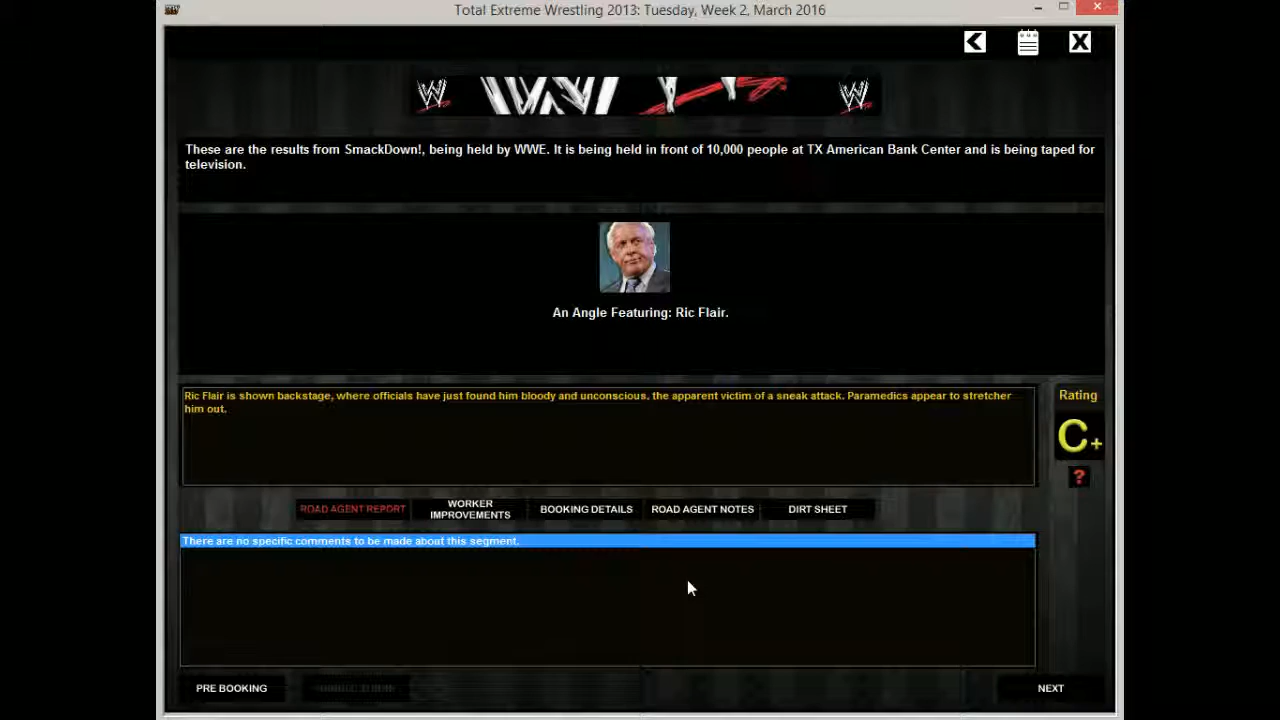 Total Extreme Wrestling 2013: Tuesday, Week 2, March 2016
These are the results from SmackDown!, being held by WWE. It is being held in front of 10,000 people at TX American Bank Center and is being taped for
television.
An Angle Featuring: Ric Flair.
Ric Flair is shown backstage, where officials have just found him bloody and unconscious, the apparent victim of a sneak attack. Paramedics appear to stretcher
him out.
Rating
C+
?
ROAD AGENT REPORT
WORKER
IMPROVEMENTS
BOOKING DETAILS
ROAD AGENT NOTES
DIRT SHEET
There are no specific comments to be made about this segment.
PRE BOOKING
NEXT